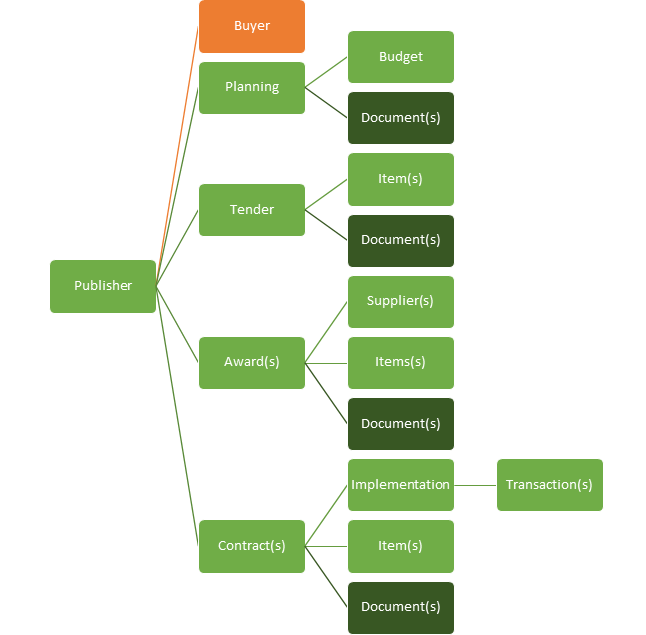 Buyer
Planning
Budget
Document(s)
Tender
Item(s)
Document(s)
Publisher
Award(s)
Supplier(s)
Items(s)
Document(s)
Contract(s)
Implementation
Transaction(s)
Item(s)
Document(s)